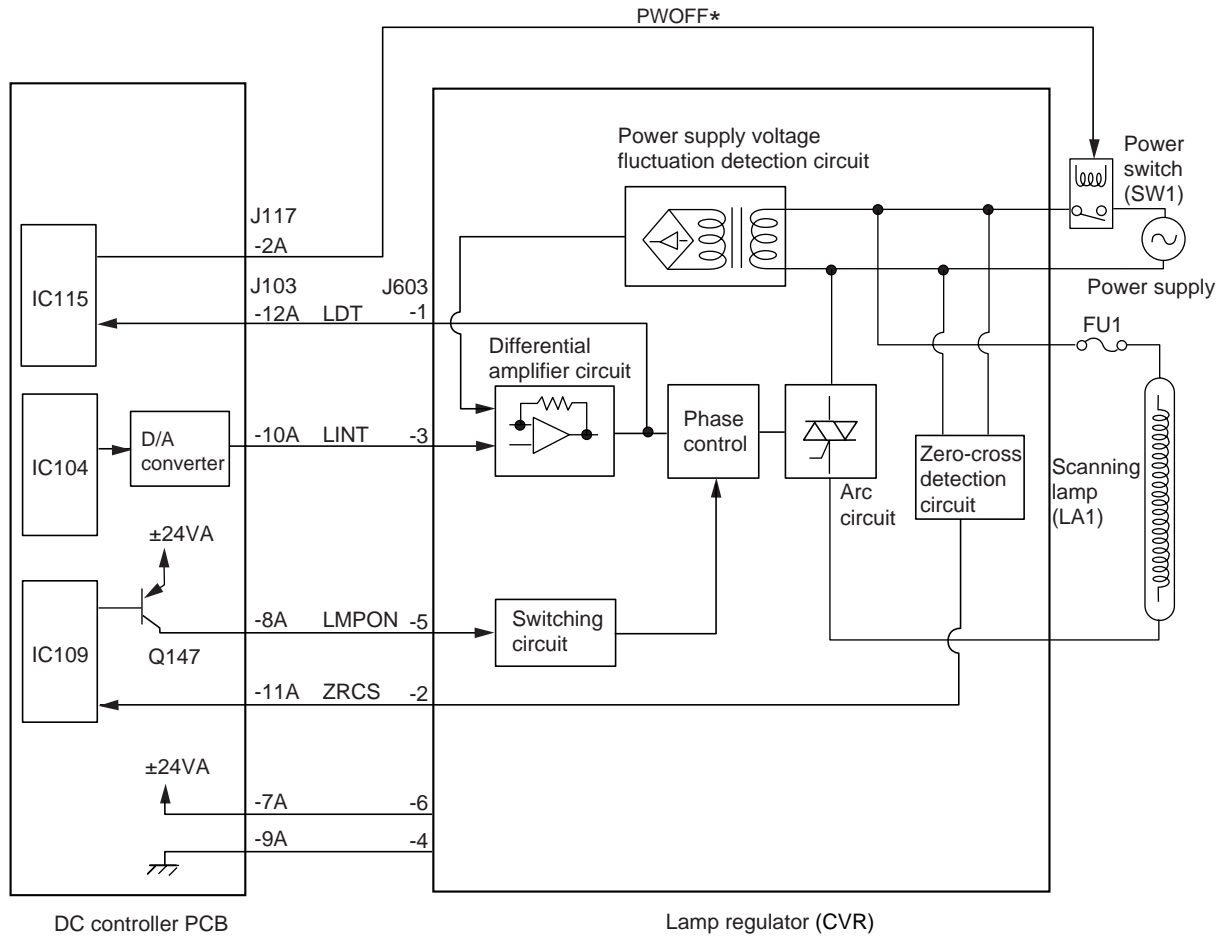 PWOFF*
Power supply voltage
fluctuation detection circuit
Power
switch
(SW1)
J117
-2A
IC115
J103
J603
-12A LDT -1
Power supply
FU1
Differential
amplifier circuit
IC104
D/A
converter
-10A LINT -3
Phase
control
Arc
circuit
Zero-cross
detection
circuit
Scanning
lamp
(LA1)
±24VA
IC109
Q147
-8A LMPON -5
Switching
circuit
-11A ZRCS -2
±24VA
-7A -6
-9A -4
DC controller PCB
Lamp regulator (CVR)